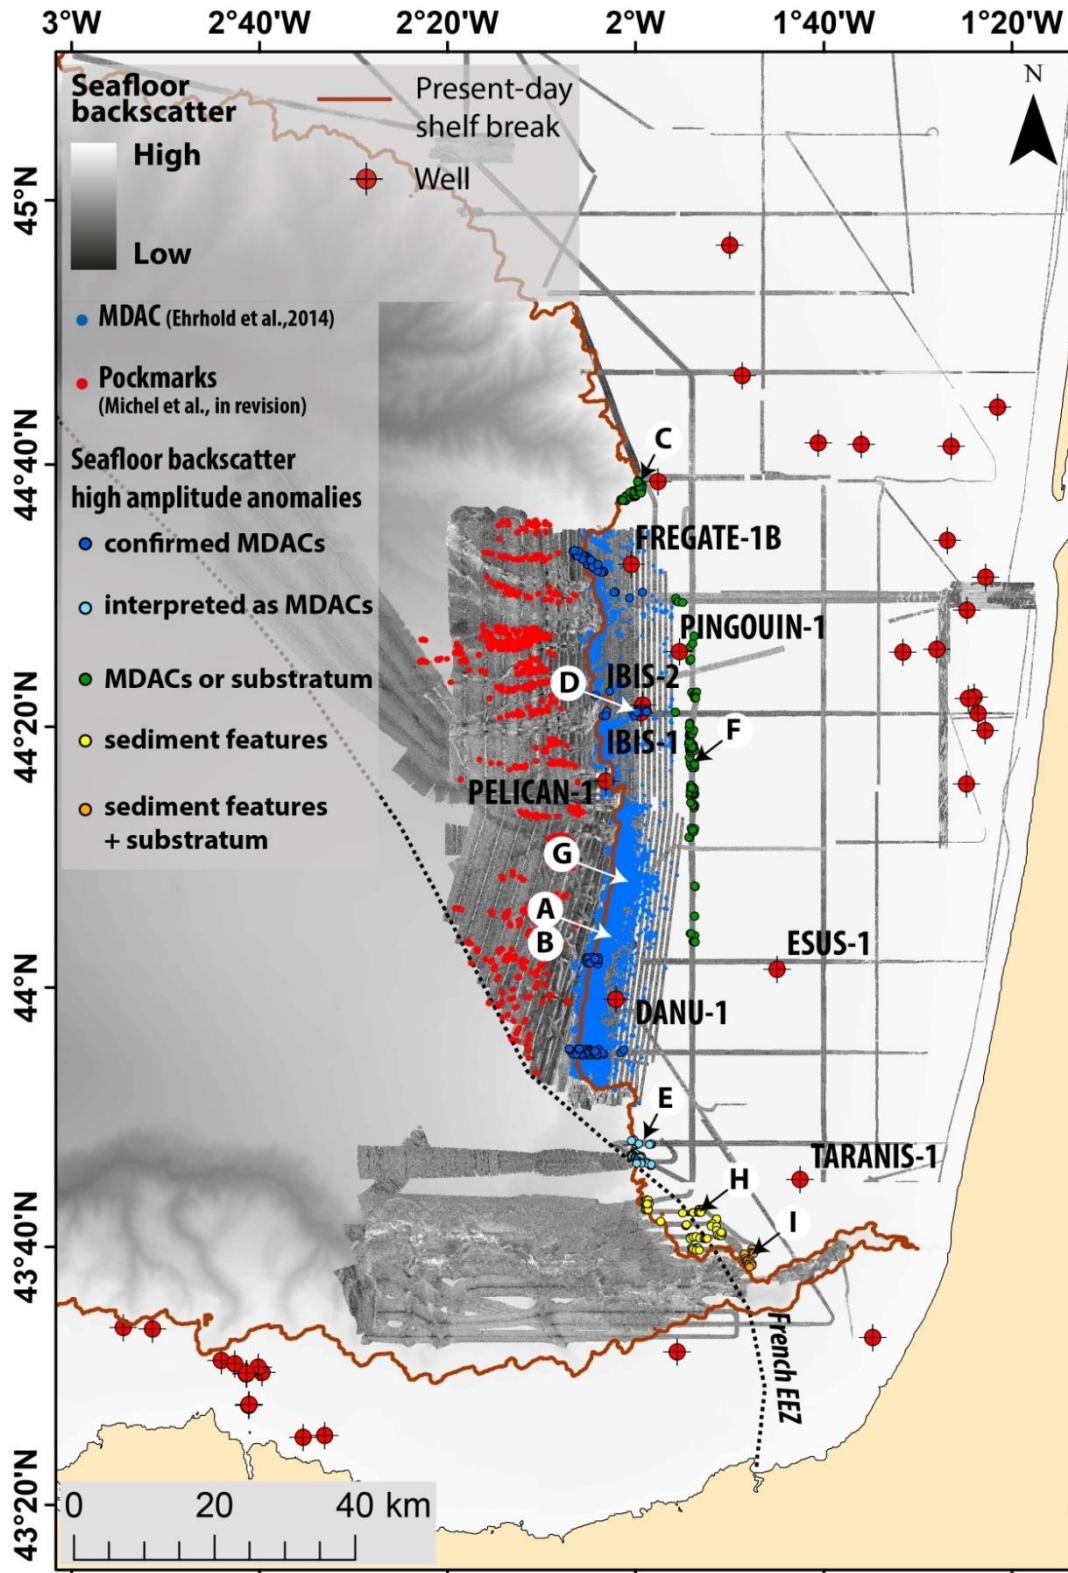 3°W 2°40'W 2°20'W 2°0'W 1°40'W 1°20'W
N
Seafloor
backscatter
High
Low
Present-day
shelf break
Well
MDAC (Ehrhold et al.,2014)
Pockmarks
(Michel et al., in revision)
Seafloor backscatter
high amplitude anomalies
confirmed MDACs
interpreted as MDACs
MDACs or substratum
sediment features
sediment features
+ substratum
45°N
44°40'N
44°20'N
44°N
43°40'N
43°20'N
C
FREGATE-1B
PINGOUIN-1
D
IBIS-2
IBIS-1
F
PELICAN-1
G
A
B
ESUS-1
DANU-1
E
TARANIS-1
H
I
French EEZ
0 20 40 km